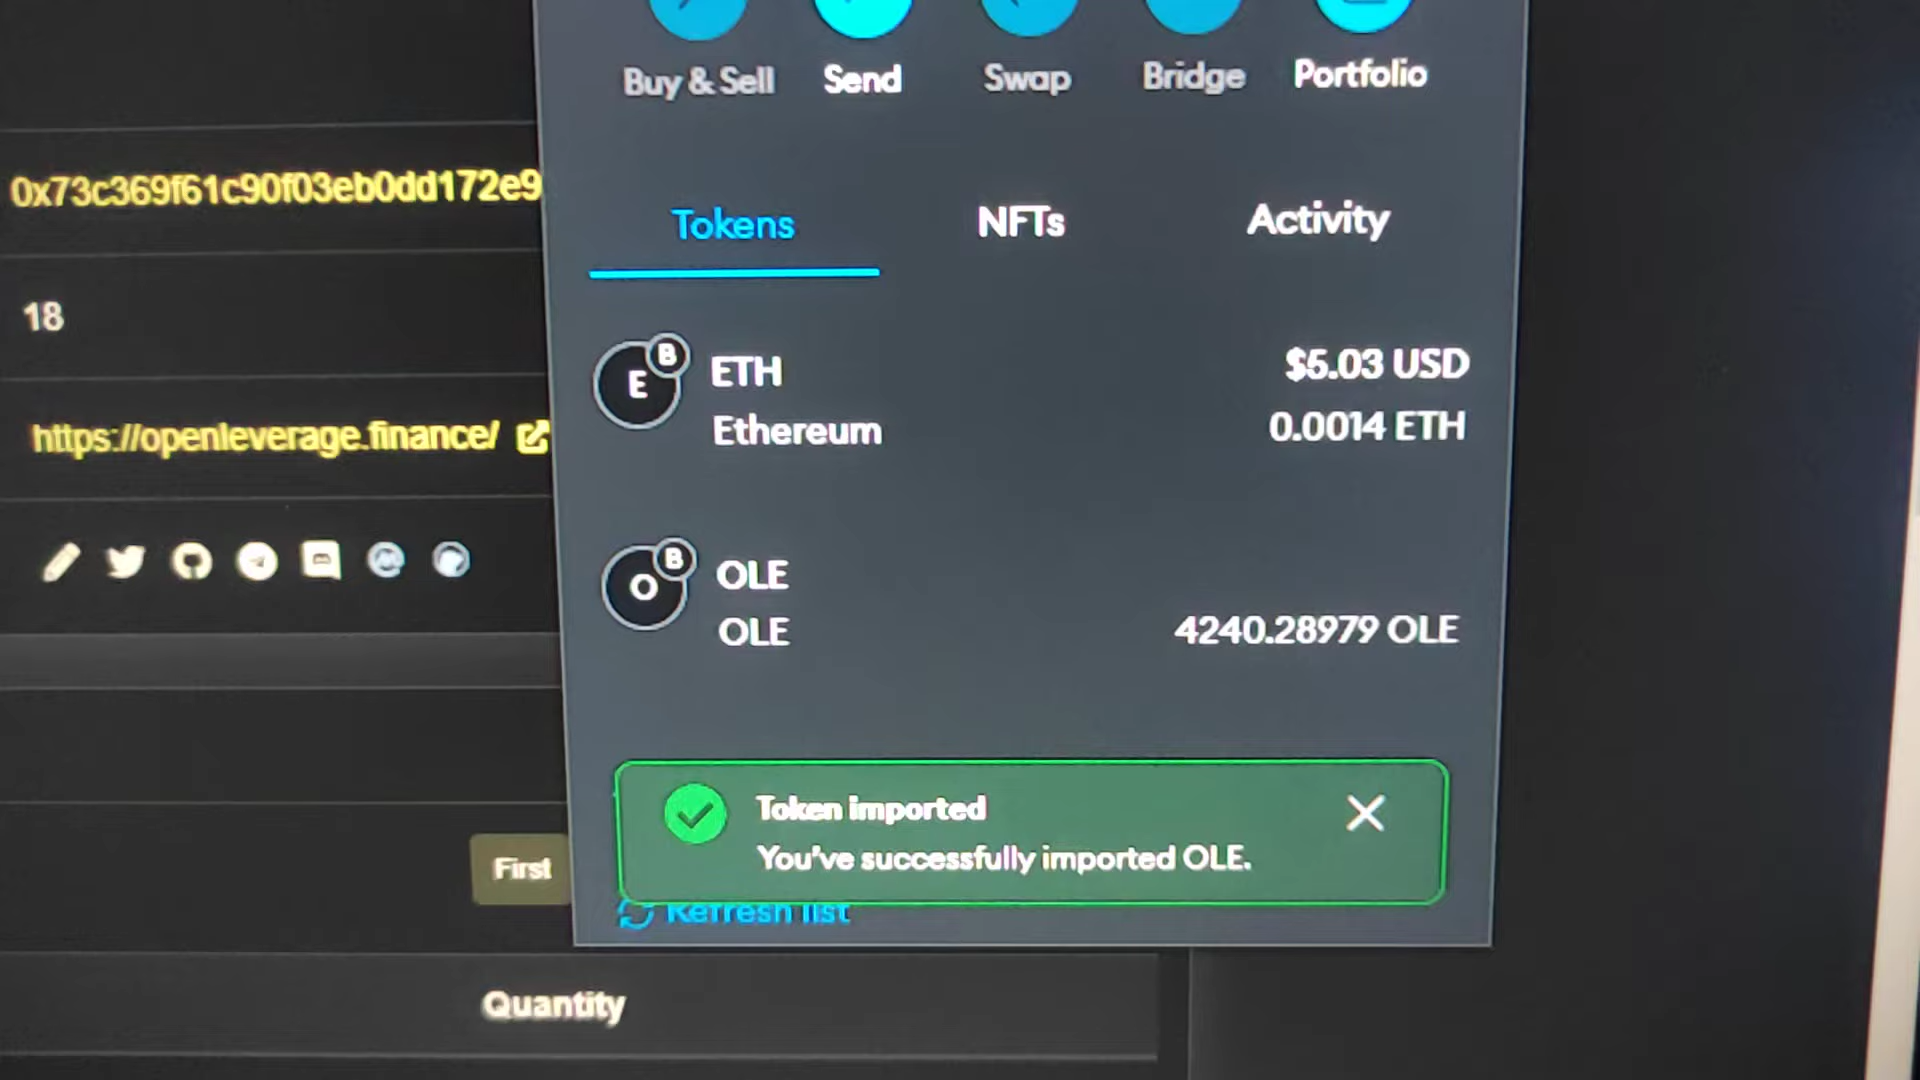 Buy & Sell
Send
Swap
Bridge
Portfolio
0x73c369f61c90f03eb0dd172e9
Tokens
NFTs
Activity
18
E
B
ETH
$5.03 USD
Ethereum
0.0014 ETH
https://openleverage.finance/
O
B
OLE
OLE
4240.28979 OLE
Token imported
You've successfully imported OLE.
First
Refresh list
Quantity